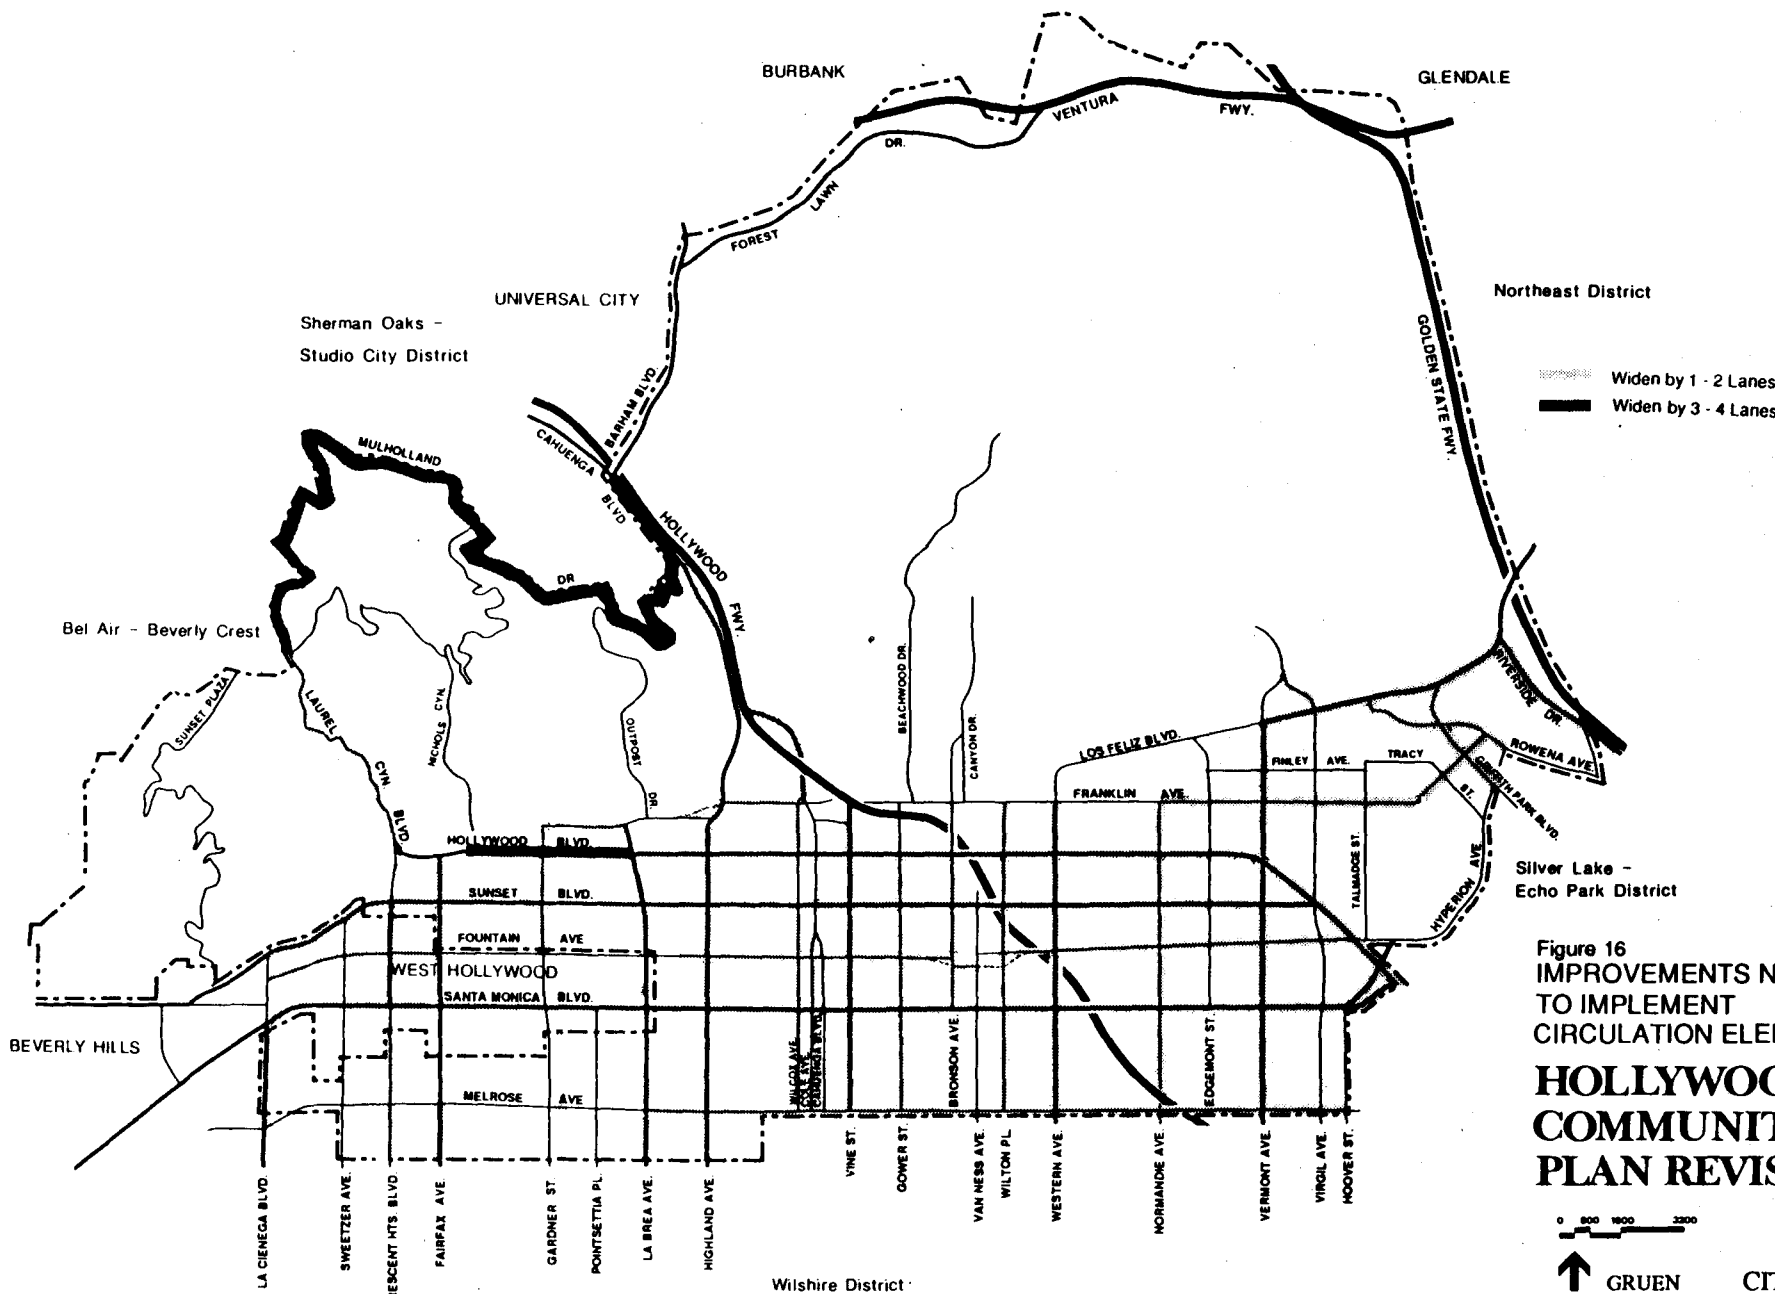 BURBANK
GLENDALE
VENTURA
FWY.
DR.
LAWN
FOREST
UNIVERSAL CITY
Sherman Oaks -
Studio City District
Northeast District
GOLDEN STATE FWY.
Widen by 1 - 2 Lanes
Widen by 3 - 4 Lanes
BARHAM BLVD.
CAHUENGA
BLVD
MULHOLLAND
DR
HOLLYWOOD
FWY.
Bel Air - Beverly Crest
SUNSET PLAZA
LAUREL
CYN
BLVD.
NICHOLS CYN.
OUTPOST
DR.
BEACHWOOD DR.
CANYON DR.
LOS FELIZ BLVD.
RIVERSIDE
DR.
ROWENA AVE.
FINLEY AVE.
TRACY
ST.
GRIFFITH PARK BLVD.
FRANKLIN AVE.
HOLLYWOOD BLVD.
TALMADGE ST.
HYPERION AVE
Silver Lake -
Echo Park District
SUNSET BLVD.
FOUNTAIN AVE
WEST HOLLYWOOD
SANTA MONICA BLVD.
BEVERLY HILLS
MELROSE AVE
WILCOX AVE.
COLE AVE.
CAHUENGA BLVD.
BRONSON AVE.
EDGEMONT ST.
LA CIENEGA BLVD.
SWEETZER AVE.
ESCENT HTS. BLVD
FAIRFAX AVE.
GARDNER ST.
POINTSETTIA PL.
LA BREA AVE.
HIGHLAND AVE.
VINE ST.
GOWER ST.
VAN NESS AVE.
WILTON PL.
WESTERN AVE.
NORMANDIE AVE.
VERMONT AVE.
VIRGIL AVE.
HOOVER ST.
Wilshire District
Figure 16
IMPROVEMENTS N
TO IMPLEMENT
CIRCULATION ELE
HOLLYWOO
COMMUNIT
PLAN REVIS
0 800 1600 3200
GRUEN CIT